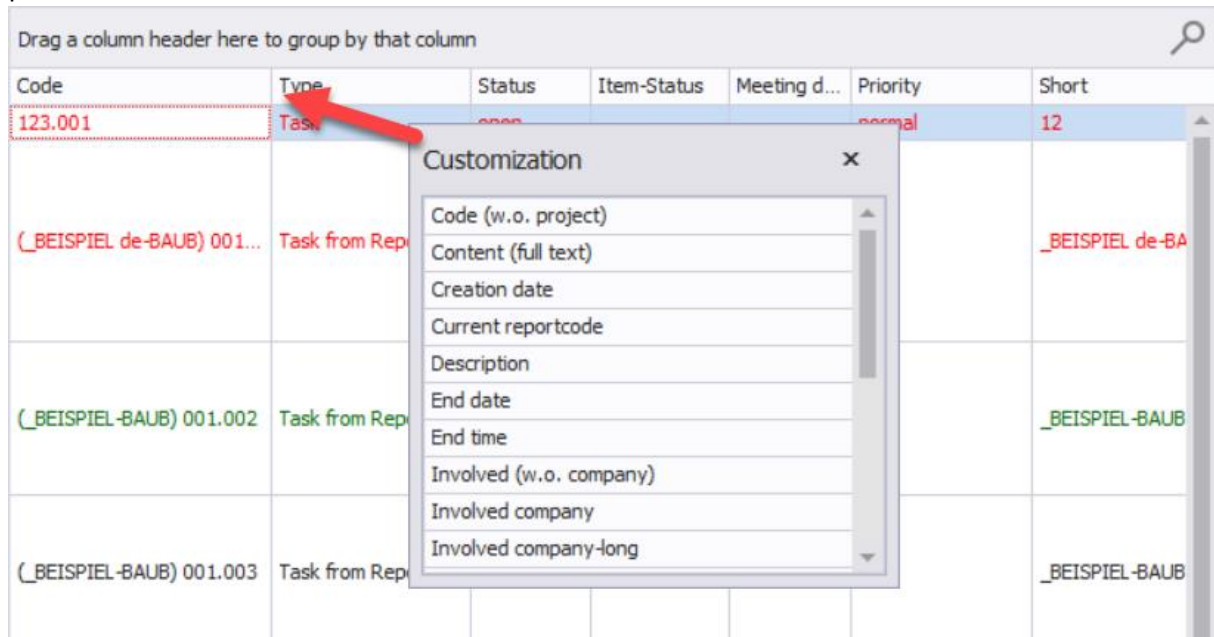 Drag a column header here to group by that column
Code Type Status Item-Status Meeting d... Priority Short
123.001 Task open normal 12
Customization
Code (w.o. project)
(_BEISPIEL de-BAUB) 001... Task from Rep _BEISPIEL de-BA
Content (full text)
Creation date
Current reportcode
Description
End date
(_BEISPIEL-BAUB) 001.002 Task from Rep _BEISPIEL-BAUB
End time
Involved (w.o. company)
Involved company
Involved company-long
(_BEISPIEL-BAUB) 001.003 Task from Rep _BEISPIEL-BAUB